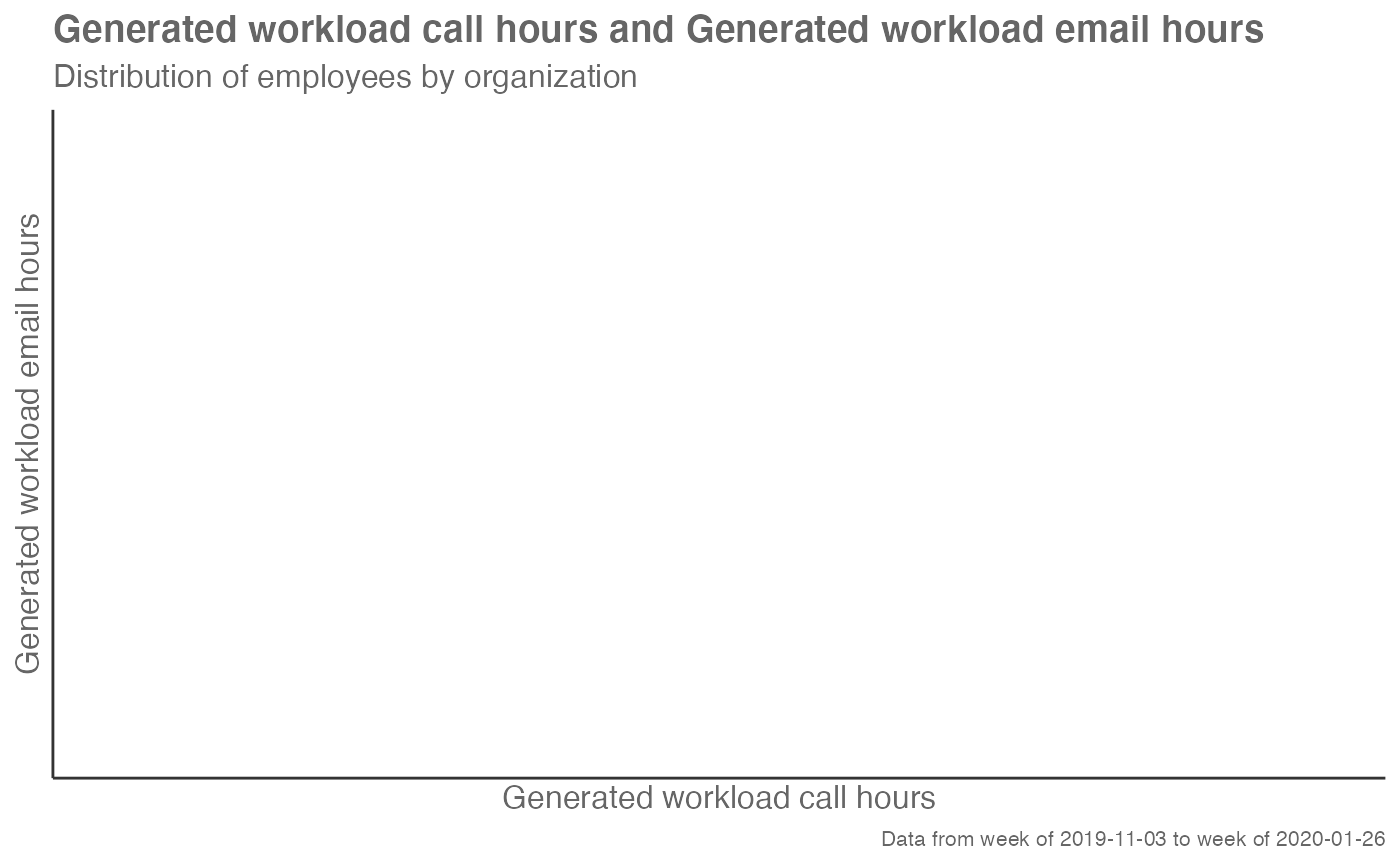 Generated workload call hours and Generated workload email hours
Distribution of employees by organization
Generated workload email hours
Generated workload call hours
Data from week of 2019-11-03 to week of 2020-01-26